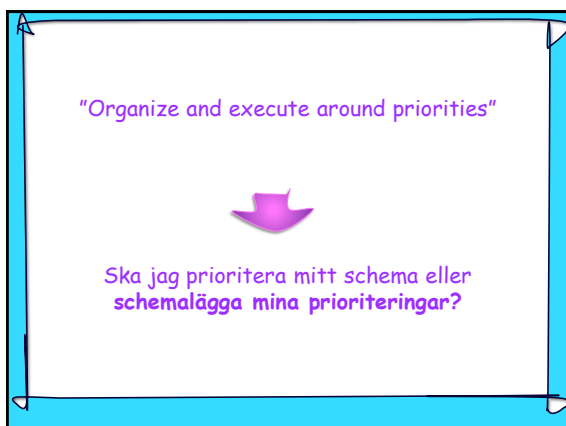 "Organize and execute around priorities"
Ska jag prioritera mitt schema eller
schemalägga mina prioriteringar?